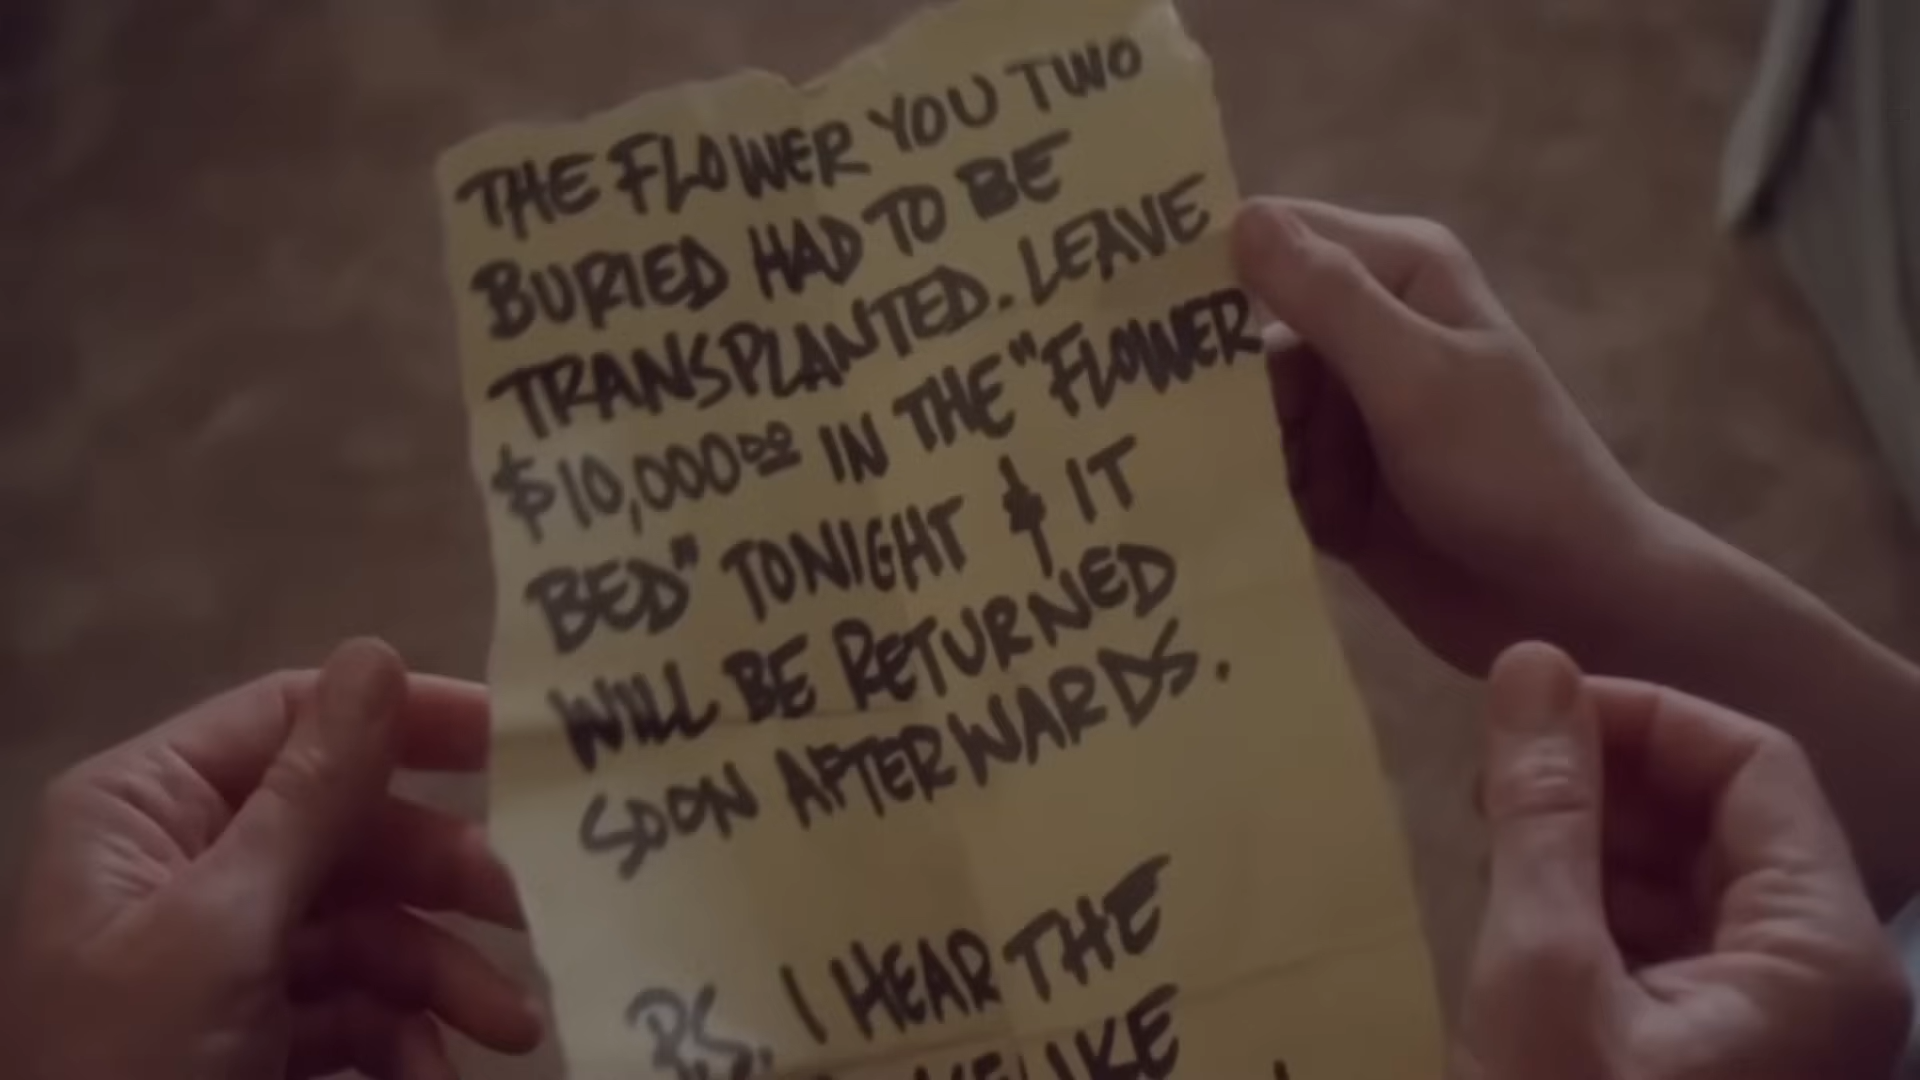 THE FLOWER YOU TWO
BURIED HAD TO BE
TRANSPLANTED. LEAVE
$10,000 00 IN THE "FLOWER
BED" TONIGHT & IT
WILL BE RETURNED
SOON AFTERWARDS.
P.S. I HEAR THE
LIKE